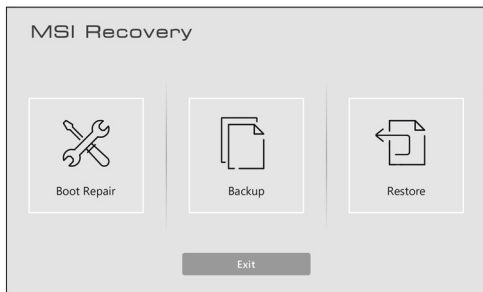 MSI Recovery
Boot Repair
Backup
Restore
Exit